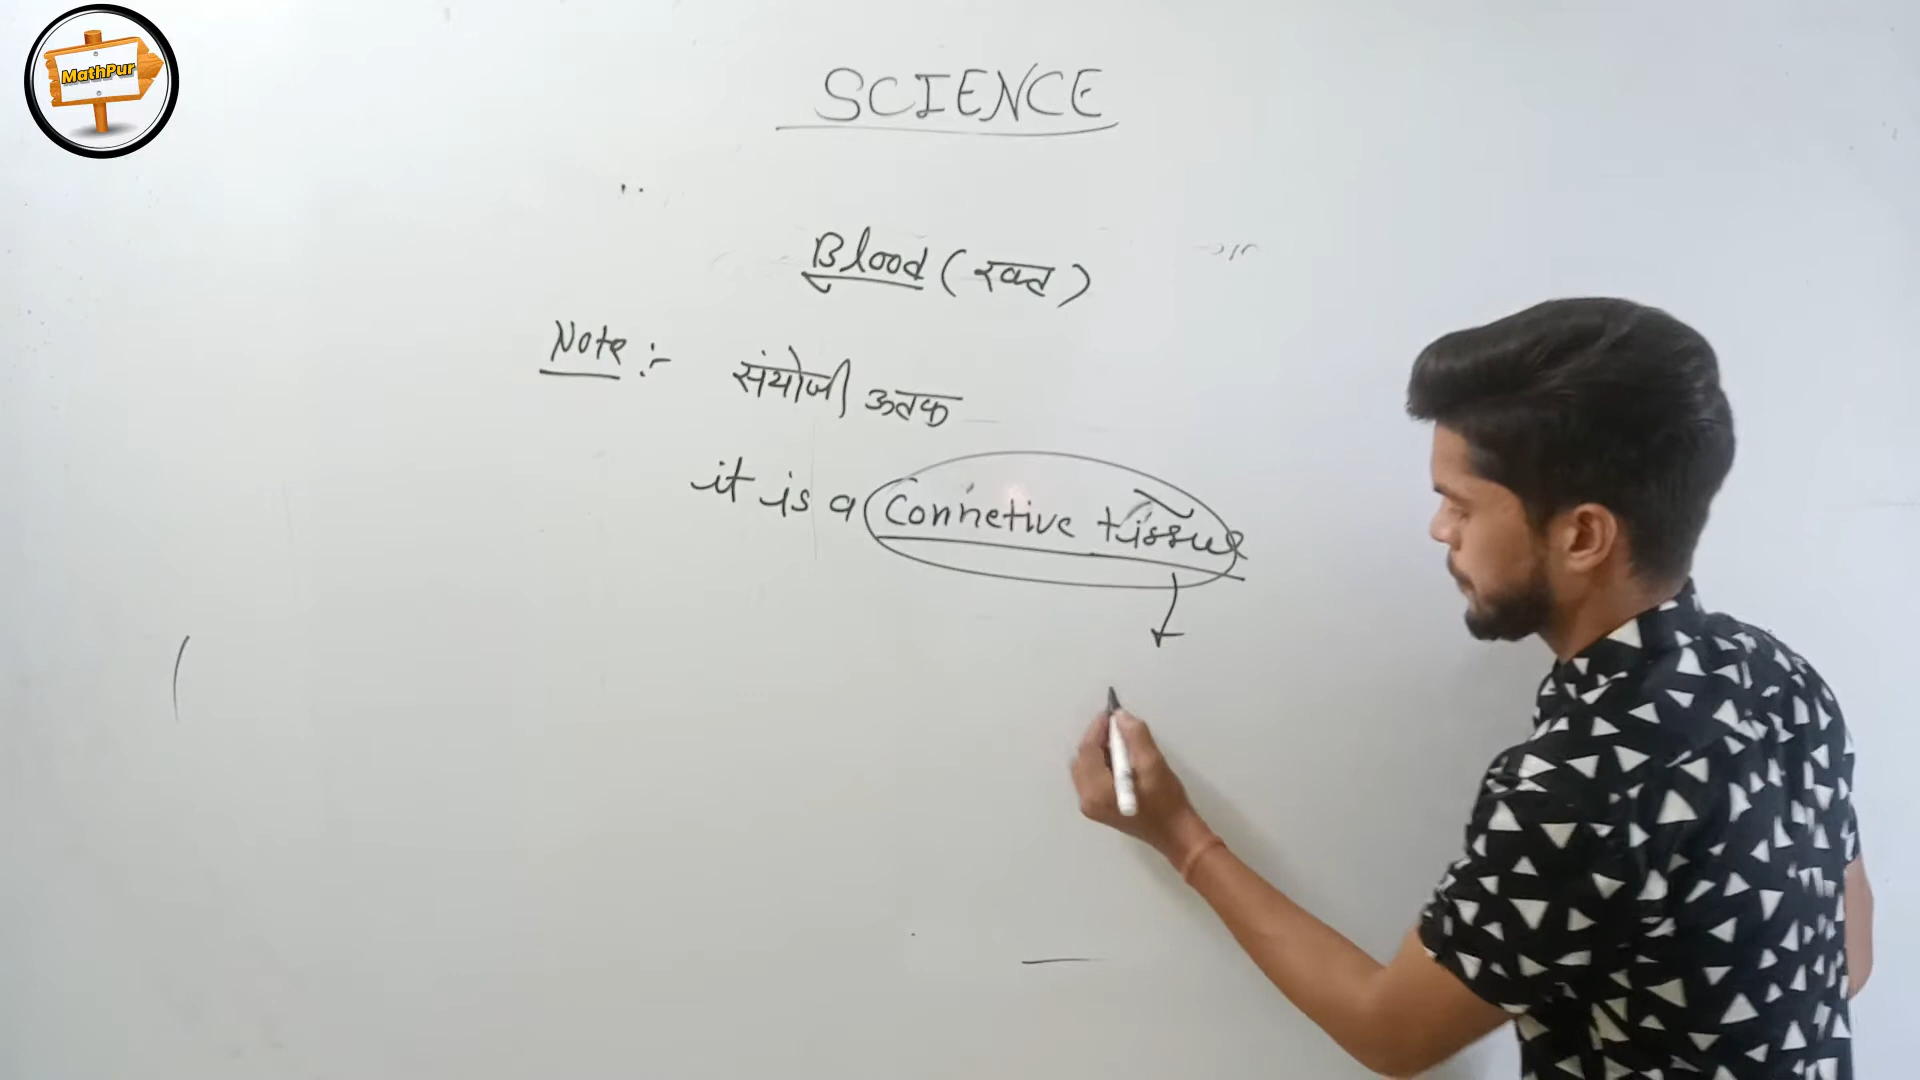 MathPur
SCIENCE
Blood (रक्त)
Note :- संयोजी ऊतक
it is a Connetive tissue